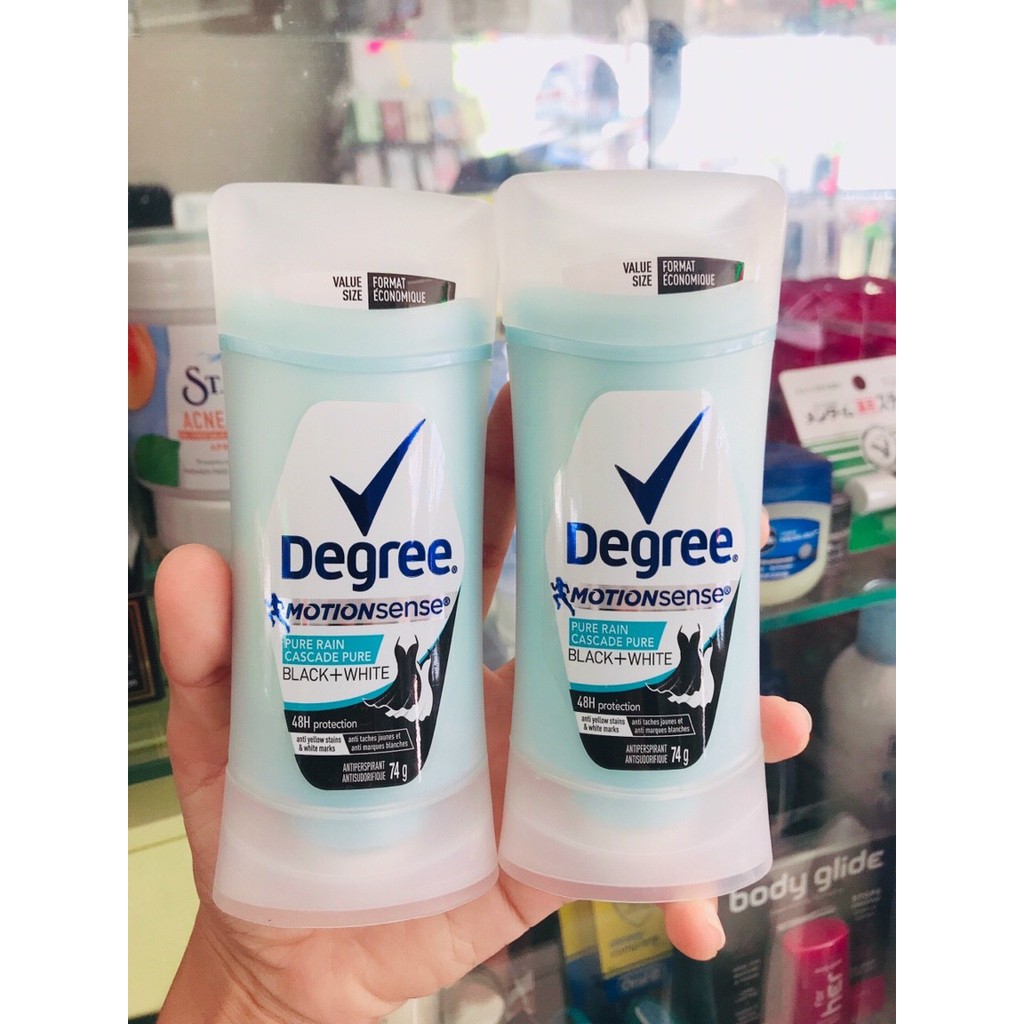 VALUE SIZE
FORMAT ÉCONOMIQUE
Degree®
MOTIONsense®
PURE RAIN
CASCADE PURE
BLACK+WHITE
48H protection
anti yellow stains
& white marks
anti taches jaunes et
anti marques blanches
ANTIPERSPIRANT
ANTISUDORIFIQUE
74 g
VALUE SIZE
FORMAT ÉCONOMIQUE
Degree®
MOTIONsense®
PURE RAIN
CASCADE PURE
BLACK+WHITE
48H protection
anti yellow stains
& white marks
anti taches jaunes et
anti marques blanches
ANTIPERSPIRANT
ANTISUDORIFIQUE
74 g
ST.
ACNE
body glide
for
her